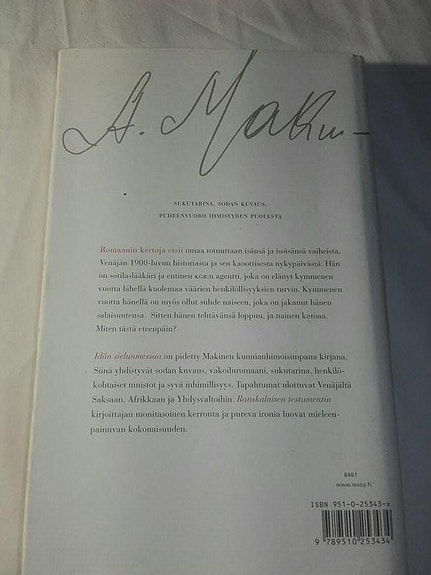 A. Makin-
SUKUTARINA, SODAN KUVAUS,
PUHEENVUORO IHMISYYDEN PUOLESTA
Romaanin kertoja etsii omaa totuuttaan isänsä ja isoisänsä vaiheista,
Venäjän 1900-luvun historiasta ja sen kaoottisesta nykypäivästä. Hän
on sotilaslääkäri ja entinen KGB:n agentti, joka on elänyt kymmenen
vuotta lähellä kuolemaa väärien henkilöllisyyksien turvin. Kymmenen
vuotta hänellä on myös ollut suhde naiseen, joka on jakanut hänen
salaisuutensa. Sitten hänen tehtävänsä loppuu, ja nainen katoaa.
Miten tästä eteenpäin?
Idän sielunmessua on pidetty Makinen kunnianhimoisimpana kirjana.
Siinä yhdistyvät sodan kuvaus, vakoiluromaani, sukutarina, henkilö-
kohtaiset muistot ja syvä inhimillisyys. Tapahtumat ulottuvat Venäjältä
Saksaan, Afrikkaan ja Yhdysvaltoihin. Ranskalaisen testamentin
kirjoittajan monitasoinen kerronta ja pureva ironia luovat mieleen-
painuvan kokonaisuuden.
84E1
www.wsoy.fi
ISBN 951-0-25343-X
9 789510 253434